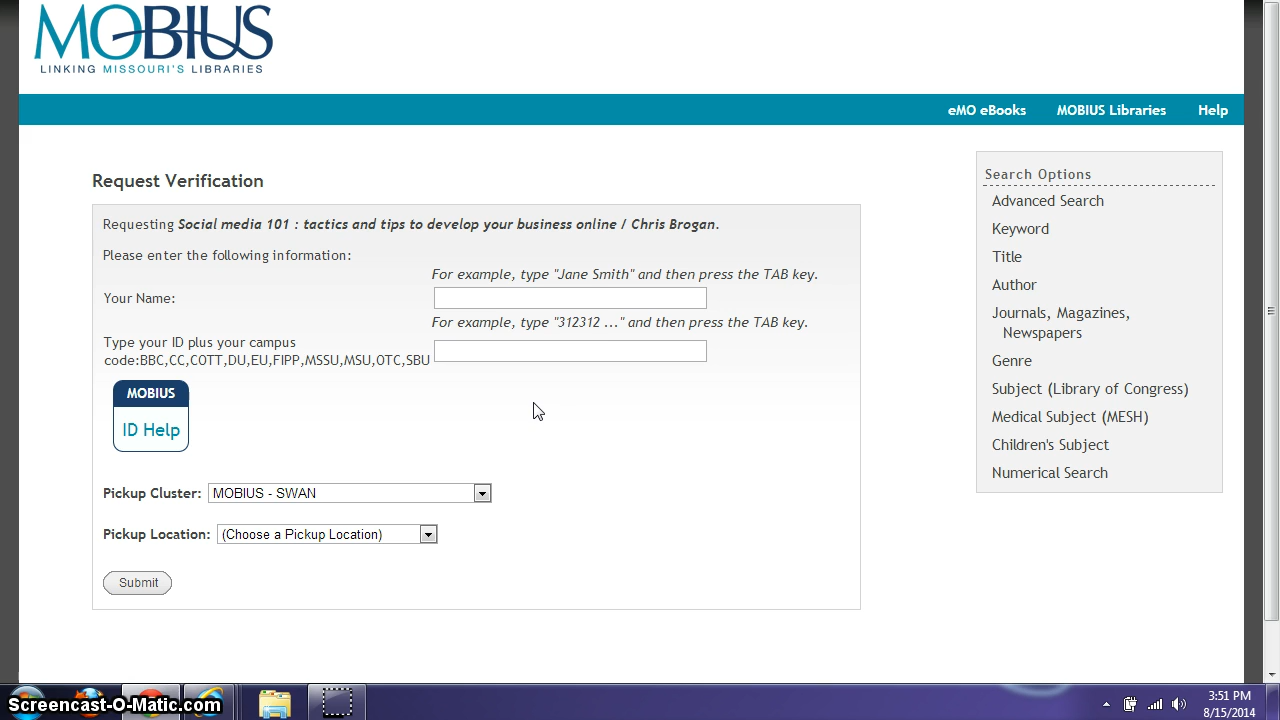 MOBIUS
LINKING MISSOURI'S LIBRARIES
eMO eBooks MOBIUS Libraries Help
Request Verification
Requesting Social media 101 : tactics and tips to develop your business online / Chris Brogan.
Please enter the following information:
For example, type "Jane Smith" and then press the TAB key.
Your Name:
For example, type "312312 ..." and then press the TAB key.
Type your ID plus your campus
code:BBC,CC,COTT,DU,EU,FIPP,MSSU,MSU,OTC,SBU
MOBIUS
ID Help
Pickup Cluster: MOBIUS - SWAN
Pickup Location: (Choose a Pickup Location)
Submit
Search Options
Advanced Search
Keyword
Title
Author
Journals, Magazines,
Newspapers
Genre
Subject (Library of Congress)
Medical Subject (MESH)
Children's Subject
Numerical Search
Screencast-O-Matic.com
3:51 PM
8/15/2014